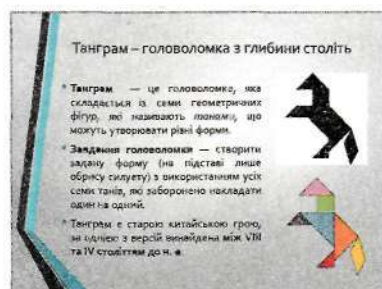 Танграм – головоломка з глибини століть
Танграм — це головоломка, яка
складається із семи геометричних
фігур, які називають танами, що
можуть утворювати різні форми.
Завдання головоломки — створити
задану форму (на підставі лише
обрису силуету) з використанням усіх
семи танів, які заборонено накладати
один на одний.
Танграм є старою китайською грою,
за однією з версій винайдена між VIII
та IV століттям до н. е.